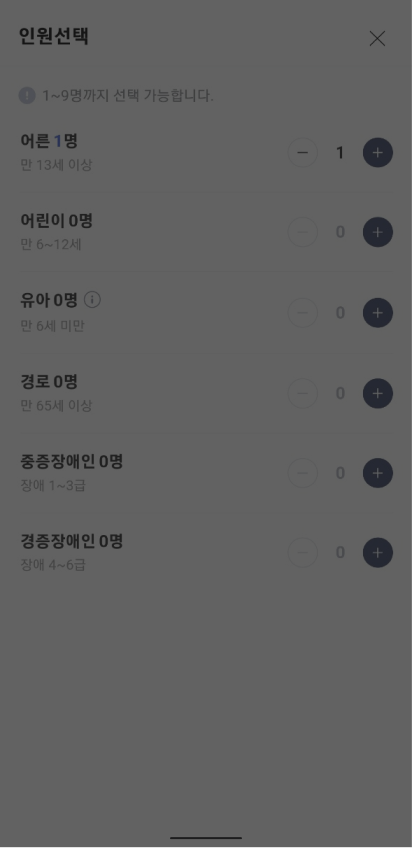 인원선택
1~9명까지 선택 가능합니다.
어른 1명
만 13세 이상
1
어린이 0명
만 6~12세
0
유아 0명
만 6세 미만
0
경로 0명
만 65세 이상
0
중증장애인 0명
장애 1~3급
0
경증장애인 0명
장애 4~6급
0